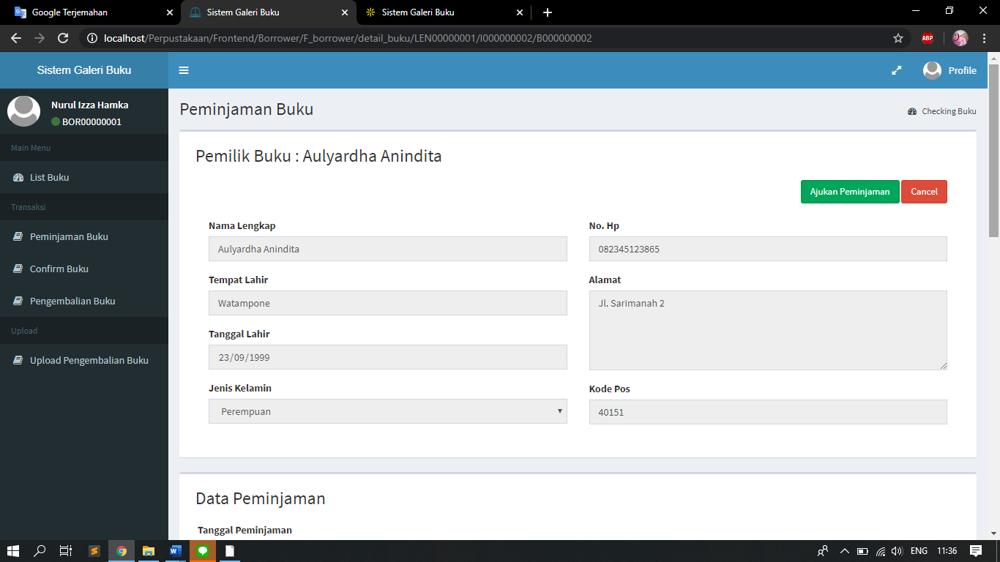 Google Terjemahan
Sistem Galeri Buku
Sistem Galeri Buku
localhost/Perpustakaan/Frontend/Borrower/F_borrower/detail_buku/LEN00000001/I000000002/B000000002
ABP
Sistem Galeri Buku
Profile
Nurul Izza Hamka
BOR00000001
Main Menu
List Buku
Transaksi
Peminjaman Buku
Confirm Buku
Pengembalian Buku
Upload
Upload Pengembalian Buku
Peminjaman Buku
Checking Buku
Pemilik Buku : Aulyardha Anindita
Ajukan Peminjaman
Cancel
Nama Lengkap
Aulyardha Anindita
Tempat Lahir
Watampone
Tanggal Lahir
23/09/1999
Jenis Kelamin
Perempuan
No. Hp
082345123865
Alamat
Jl. Sarimanah 2
Kode Pos
40151
Data Peminjaman
Tanggal Peminjaman
ENG
11:36